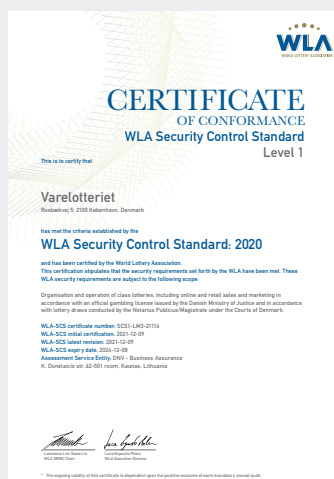 WLA
WORLD LOTTERY ASSOCIATION
CERTIFICATE
OF CONFORMANCE
WLA Security Control Standard
Level 1
This is to certify that
Varelotteriet
Rosbækvej 5, 2100 København, Denmark
has met the criteria established by the
WLA Security Control Standard: 2020
and has been certified by the World Lottery Association.
This certification stipulates that the security requirements set forth by the WLA have been met. These
WLA security requirements are subject to the following scope:
Organisation and operation of class lotteries, including online and retail sales and marketing in
accordance with an official gambling license issued by the Danish Ministry of Justice and in accordance
with lottery draws conducted by the Notarius Publicus/Magistrate under the Courts of Denmark.
WLA-SCS certificate number: SCS1-LM3-21114
WLA-SCS initial certification: 2021-12-09
WLA-SCS latest revision: 2021-12-09
WLA-SCS expiry date: 2024-12-08
Assessment Service Entity: DNV - Business Assurance
K. Donelaicio str. 62-501 room, Kaunas, Lithuania
Lawrence Lim Swee Lin Luca Esposito Poleo
WLA SRMC Chair WLA Executive Director
* The ongoing validity of this certificate is dependent upon the positive outcome of each mandatory annual audit.